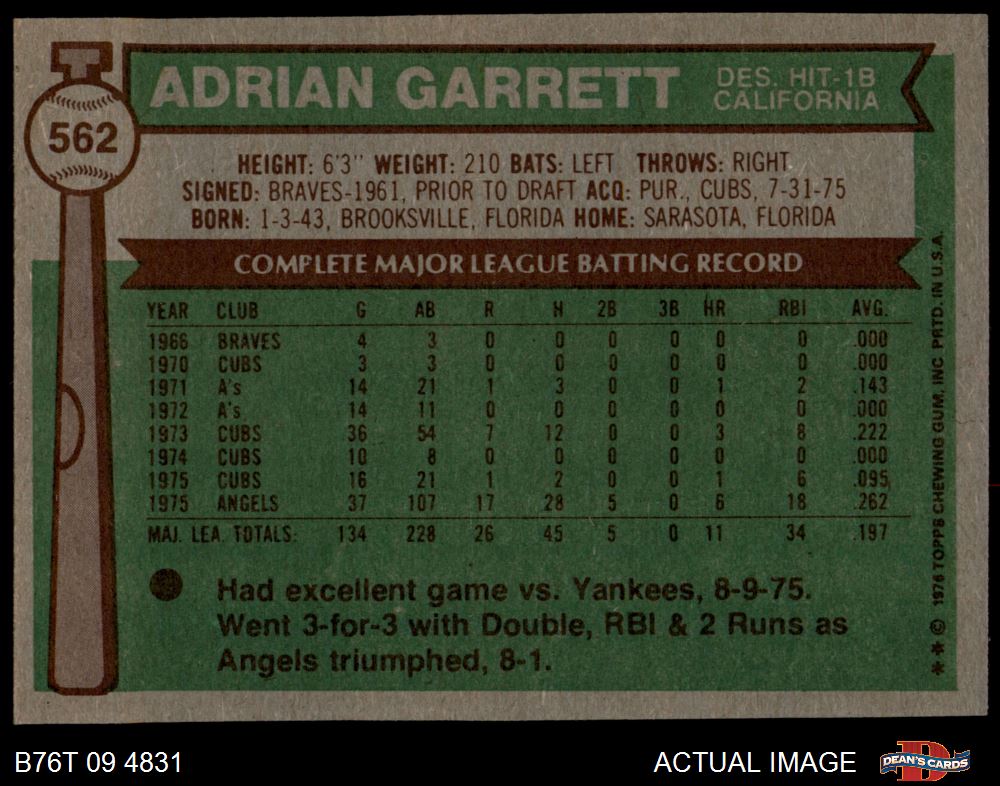 T
562
ADRIAN GARRETT
DES. HIT-1B
CALIFORNIA
HEIGHT: 6'3" WEIGHT: 210 BATS: LEFT THROWS: RIGHT
SIGNED: BRAVES-1961, PRIOR TO DRAFT ACQ: PUR., CUBS, 7-31-75
BORN: 1-3-43, BROOKSVILLE, FLORIDA HOME: SARASOTA, FLORIDA
COMPLETE MAJOR LEAGUE BATTING RECORD
YEAR CLUB G AB R H 2B 3B HR RBI AVG.
1966 BRAVES 4 3 0 0 0 0 0 0 .000
1970 CUBS 3 3 0 0 0 0 0 0 .000
1971 A's 14 21 1 3 0 0 1 2 .143
1972 A's 14 11 0 0 0 0 0 0 .000
1973 CUBS 36 54 7 12 0 0 3 8 .222
1974 CUBS 10 8 0 0 0 0 0 0 .000
1975 CUBS 16 21 1 2 0 0 1 6 .095
1975 ANGELS 37 107 17 28 5 0 6 18 .262
MAJ. LEA. TOTALS: 134 228 26 45 5 0 11 34 .197
Had excellent game vs. Yankees, 8-9-75.
Went 3-for-3 with Double, RBI & 2 Runs as
Angels triumphed, 8-1.
** © 1976 TOPPS CHEWING GUM, INC. PRTD. IN U.S.A.
B76T 09 4831
ACTUAL IMAGE
D
DEAN'S CARDS